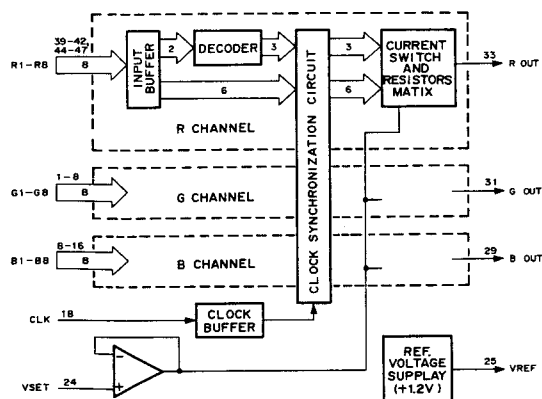 39-42
44-47
R1-R8
8
INPUT BUFFER
2
DECODER
3
6
CLOCK SYNCHRONIZATION CIRCUIT
3
6
CURRENT
SWITCH
AND
RESISTORS
MATIX
33
R OUT
R CHANNEL
1-8
G1-G8
8
G CHANNEL
31
G OUT
8-16
B1-B8
8
B CHANNEL
29
B OUT
CLK
18
CLOCK
BUFFER
VSET
24
-
+
REF.
VOLTAGE
SUPPLAY
(+1.2V)
25
VREF